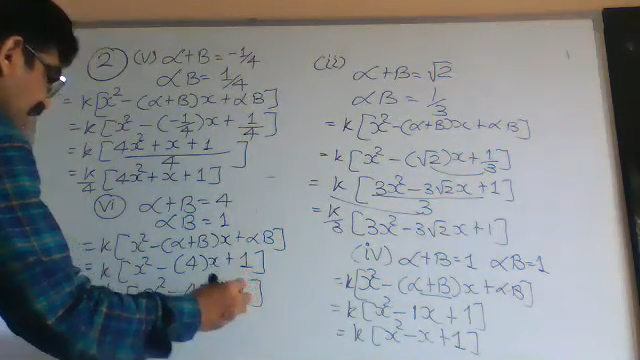 2 (v) α+β = -1/4
αβ = 1/4
= k[x² - (α+β)x + αβ]
= k[x² - (-1/4)x + 1/4]
= k[4x² + x + 1 / 4]
= k/4 [4x² + x + 1]
vi α+β = 4
αβ = 1
= k[x² - (α+β)x + αβ]
= k[x² - (4)x + 1]
(ii)
α+β = √2
αβ = 1/3
= k[x² - (α+β)x + αβ]
= k[x² - (√2)x + 1/3]
= k[3x² - 3√2x + 1 / 3]
= k/3 [3x² - 3√2x + 1]
(iv) α+β = 1 αβ = 1
= k[x² - (α+β)x + αβ]
= k[x² - 1x + 1]
= k[x² - x + 1]